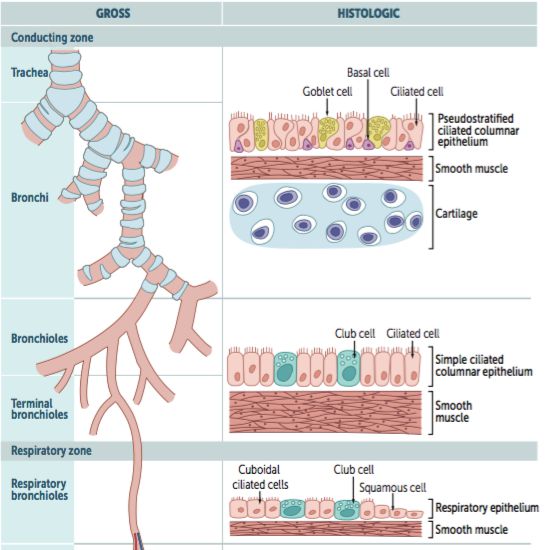 GROSS
HISTOLOGIC
Conducting zone
Trachea
Basal cell
Goblet cell
Ciliated cell
Pseudostratified
ciliated columnar
epithelium
Smooth muscle
Bronchi
Cartilage
Bronchioles
Club cell
Ciliated cell
Simple ciliated
columnar epithelium
Terminal
bronchioles
Smooth
muscle
Respiratory zone
Respiratory
bronchioles
Cuboidal
ciliated cells
Club cell
Squamous cell
Respiratory epithelium
Smooth muscle